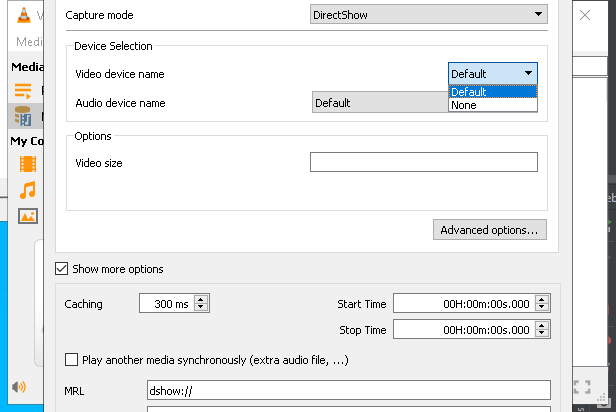 V
Capture mode
DirectShow
Media
Device Selection
Media
Video device name
Default
Default
None
Audio device name
Default
My Co
Options
Video size
Advanced options...
Show more options
Caching
300 ms
Start Time
00H:00m:00s.000
Stop Time
00H:00m:00s.000
Play another media synchronously (extra audio file, ...)
MRL
dshow://